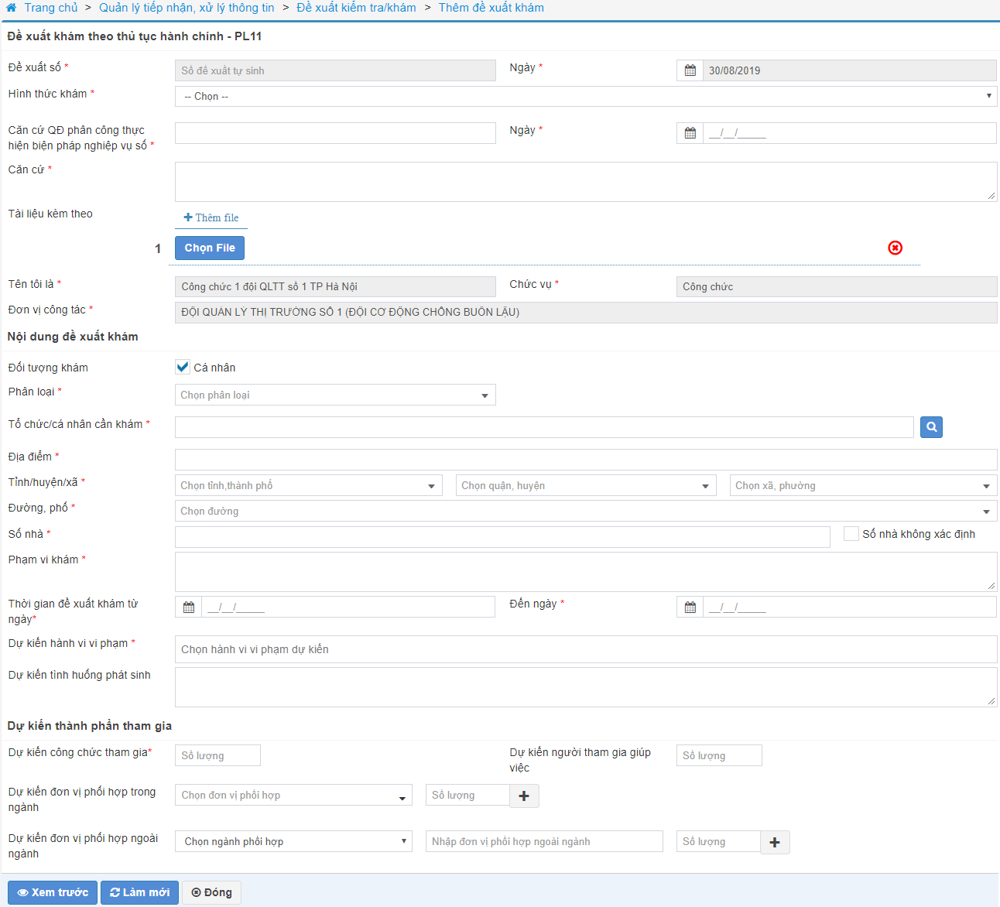 Trang chủ > Quản lý tiếp nhận, xử lý thông tin > Đề xuất kiểm tra/khám > Thêm đề xuất khám
Đề xuất khám theo thủ tục hành chính - PL11
Đề xuất số * Số đề xuất tự sinh Ngày * 30/08/2019
Hình thức khám * -- Chọn --
Căn cứ QĐ phân công thực hiện biện pháp nghiệp vụ số * Ngày * __/__/_____
Căn cứ *
Tài liệu kèm theo Thêm file
1 Chọn File
Tên tôi là * Công chức 1 đội QLTT số 1 TP Hà Nội Chức vụ * Công chức
Đơn vị công tác * ĐỘI QUẢN LÝ THỊ TRƯỜNG SỐ 1 (ĐỘI CƠ ĐỘNG CHỐNG BUÔN LẬU)
Nội dung đề xuất khám
Đối tượng khám Cá nhân
Phân loại * Chọn phân loại
Tổ chức/cá nhân cần khám *
Địa điểm *
Tỉnh/huyện/xã * Chọn tỉnh,thành phố Chọn quận, huyện Chọn xã, phường
Đường, phố * Chọn đường
Số nhà * Số nhà không xác định
Phạm vi khám *
Thời gian đề xuất khám từ ngày* __/__/_____ Đến ngày * __/__/_____
Dự kiến hành vi vi phạm * Chọn hành vi vi phạm dự kiến
Dự kiến tình huống phát sinh
Dự kiến thành phần tham gia
Dự kiến công chức tham gia* Số lượng Dự kiến người tham gia giúp việc Số lượng
Dự kiến đơn vị phối hợp trong ngành Chọn đơn vị phối hợp Số lượng
Dự kiến đơn vị phối hợp ngoài ngành Chọn ngành phối hợp Nhập đơn vị phối hợp ngoài ngành Số lượng
Xem trước Làm mới Đóng